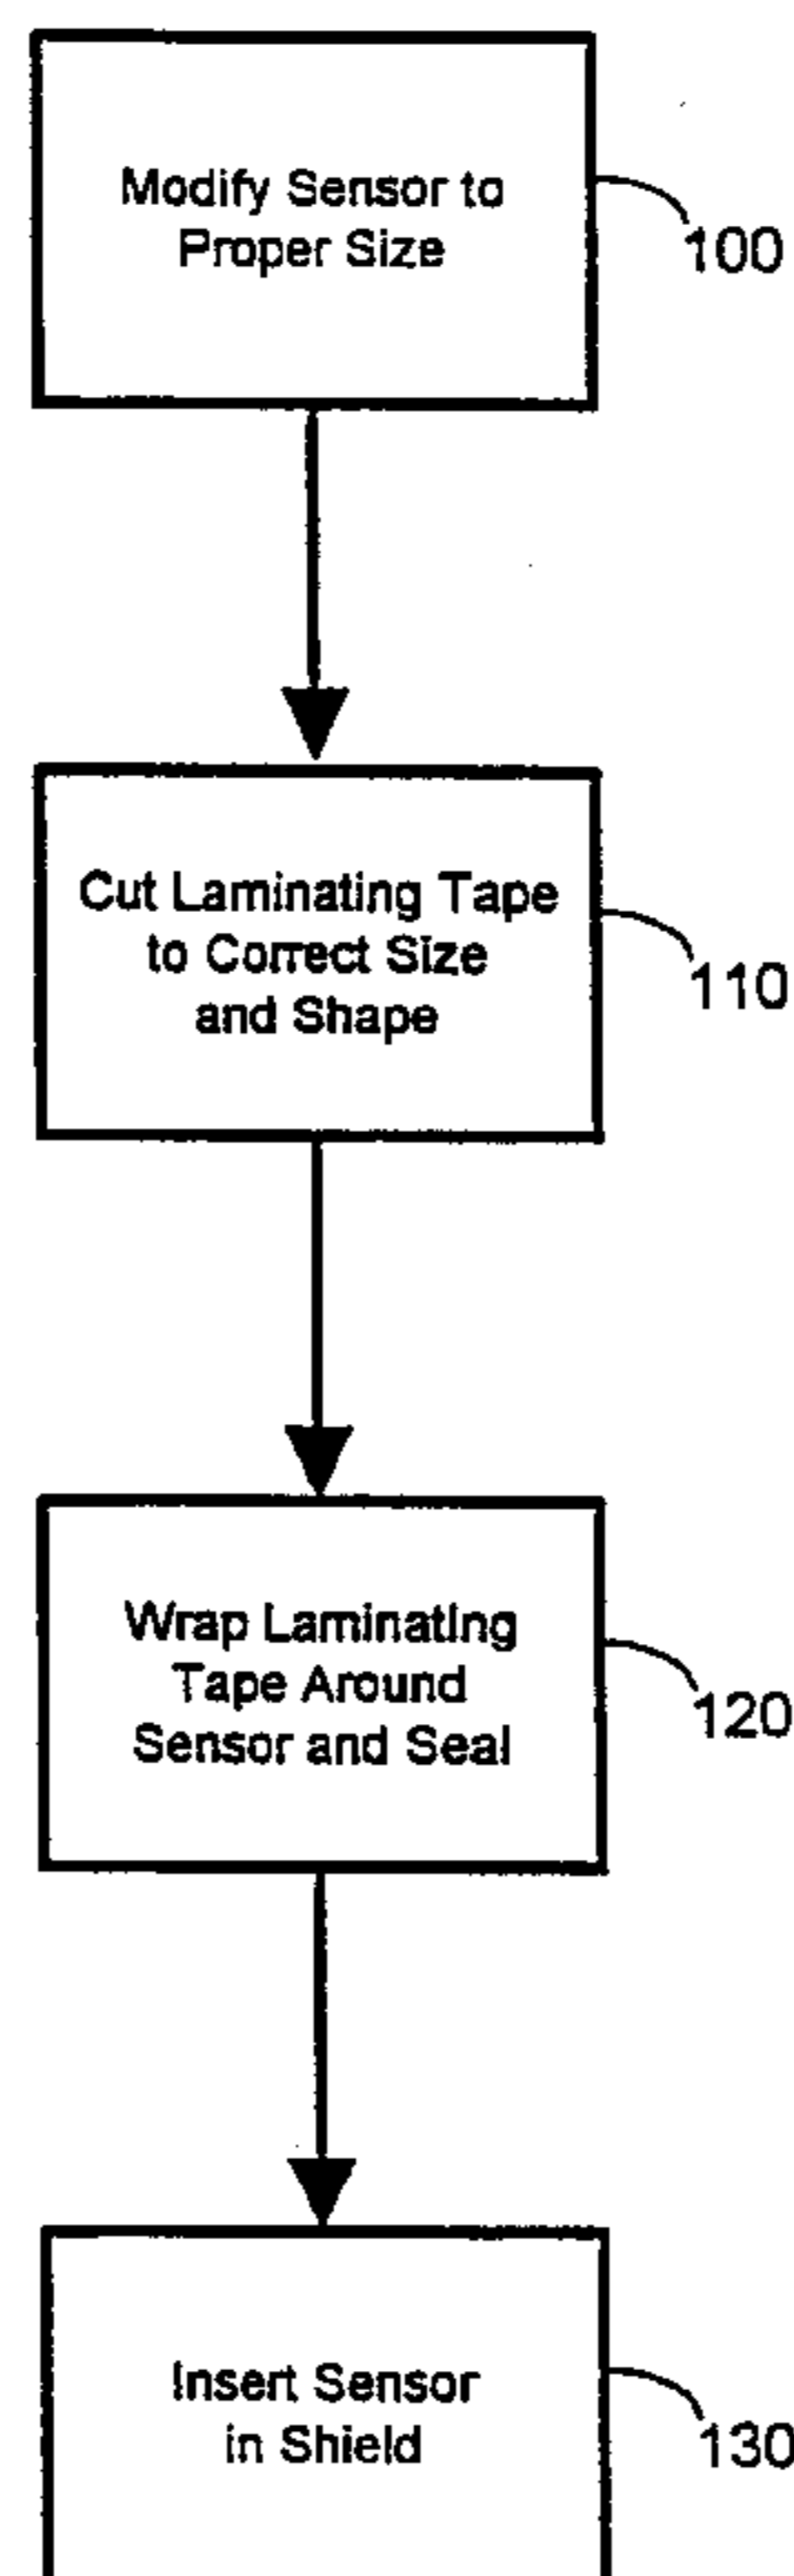 Modify Sensor to
Proper Size
100
Cut Laminating Tape
to Correct Size
and Shape
110
Wrap Laminating
Tape Around
Sensor and Seal
120
Insert Sensor
in Shield
130